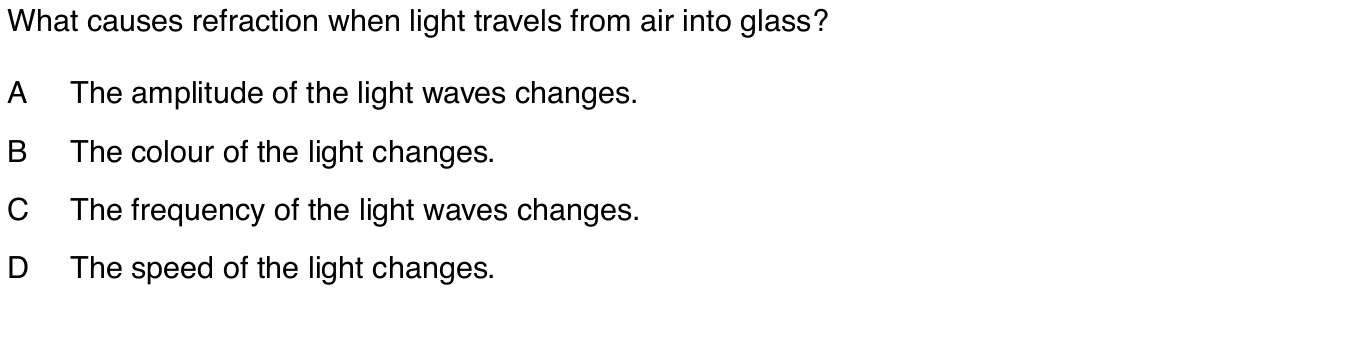 What causes refraction when light travels from air into glass?
A The amplitude of the light waves changes.
B The colour of the light changes.
C The frequency of the light waves changes.
D The speed of the light changes.